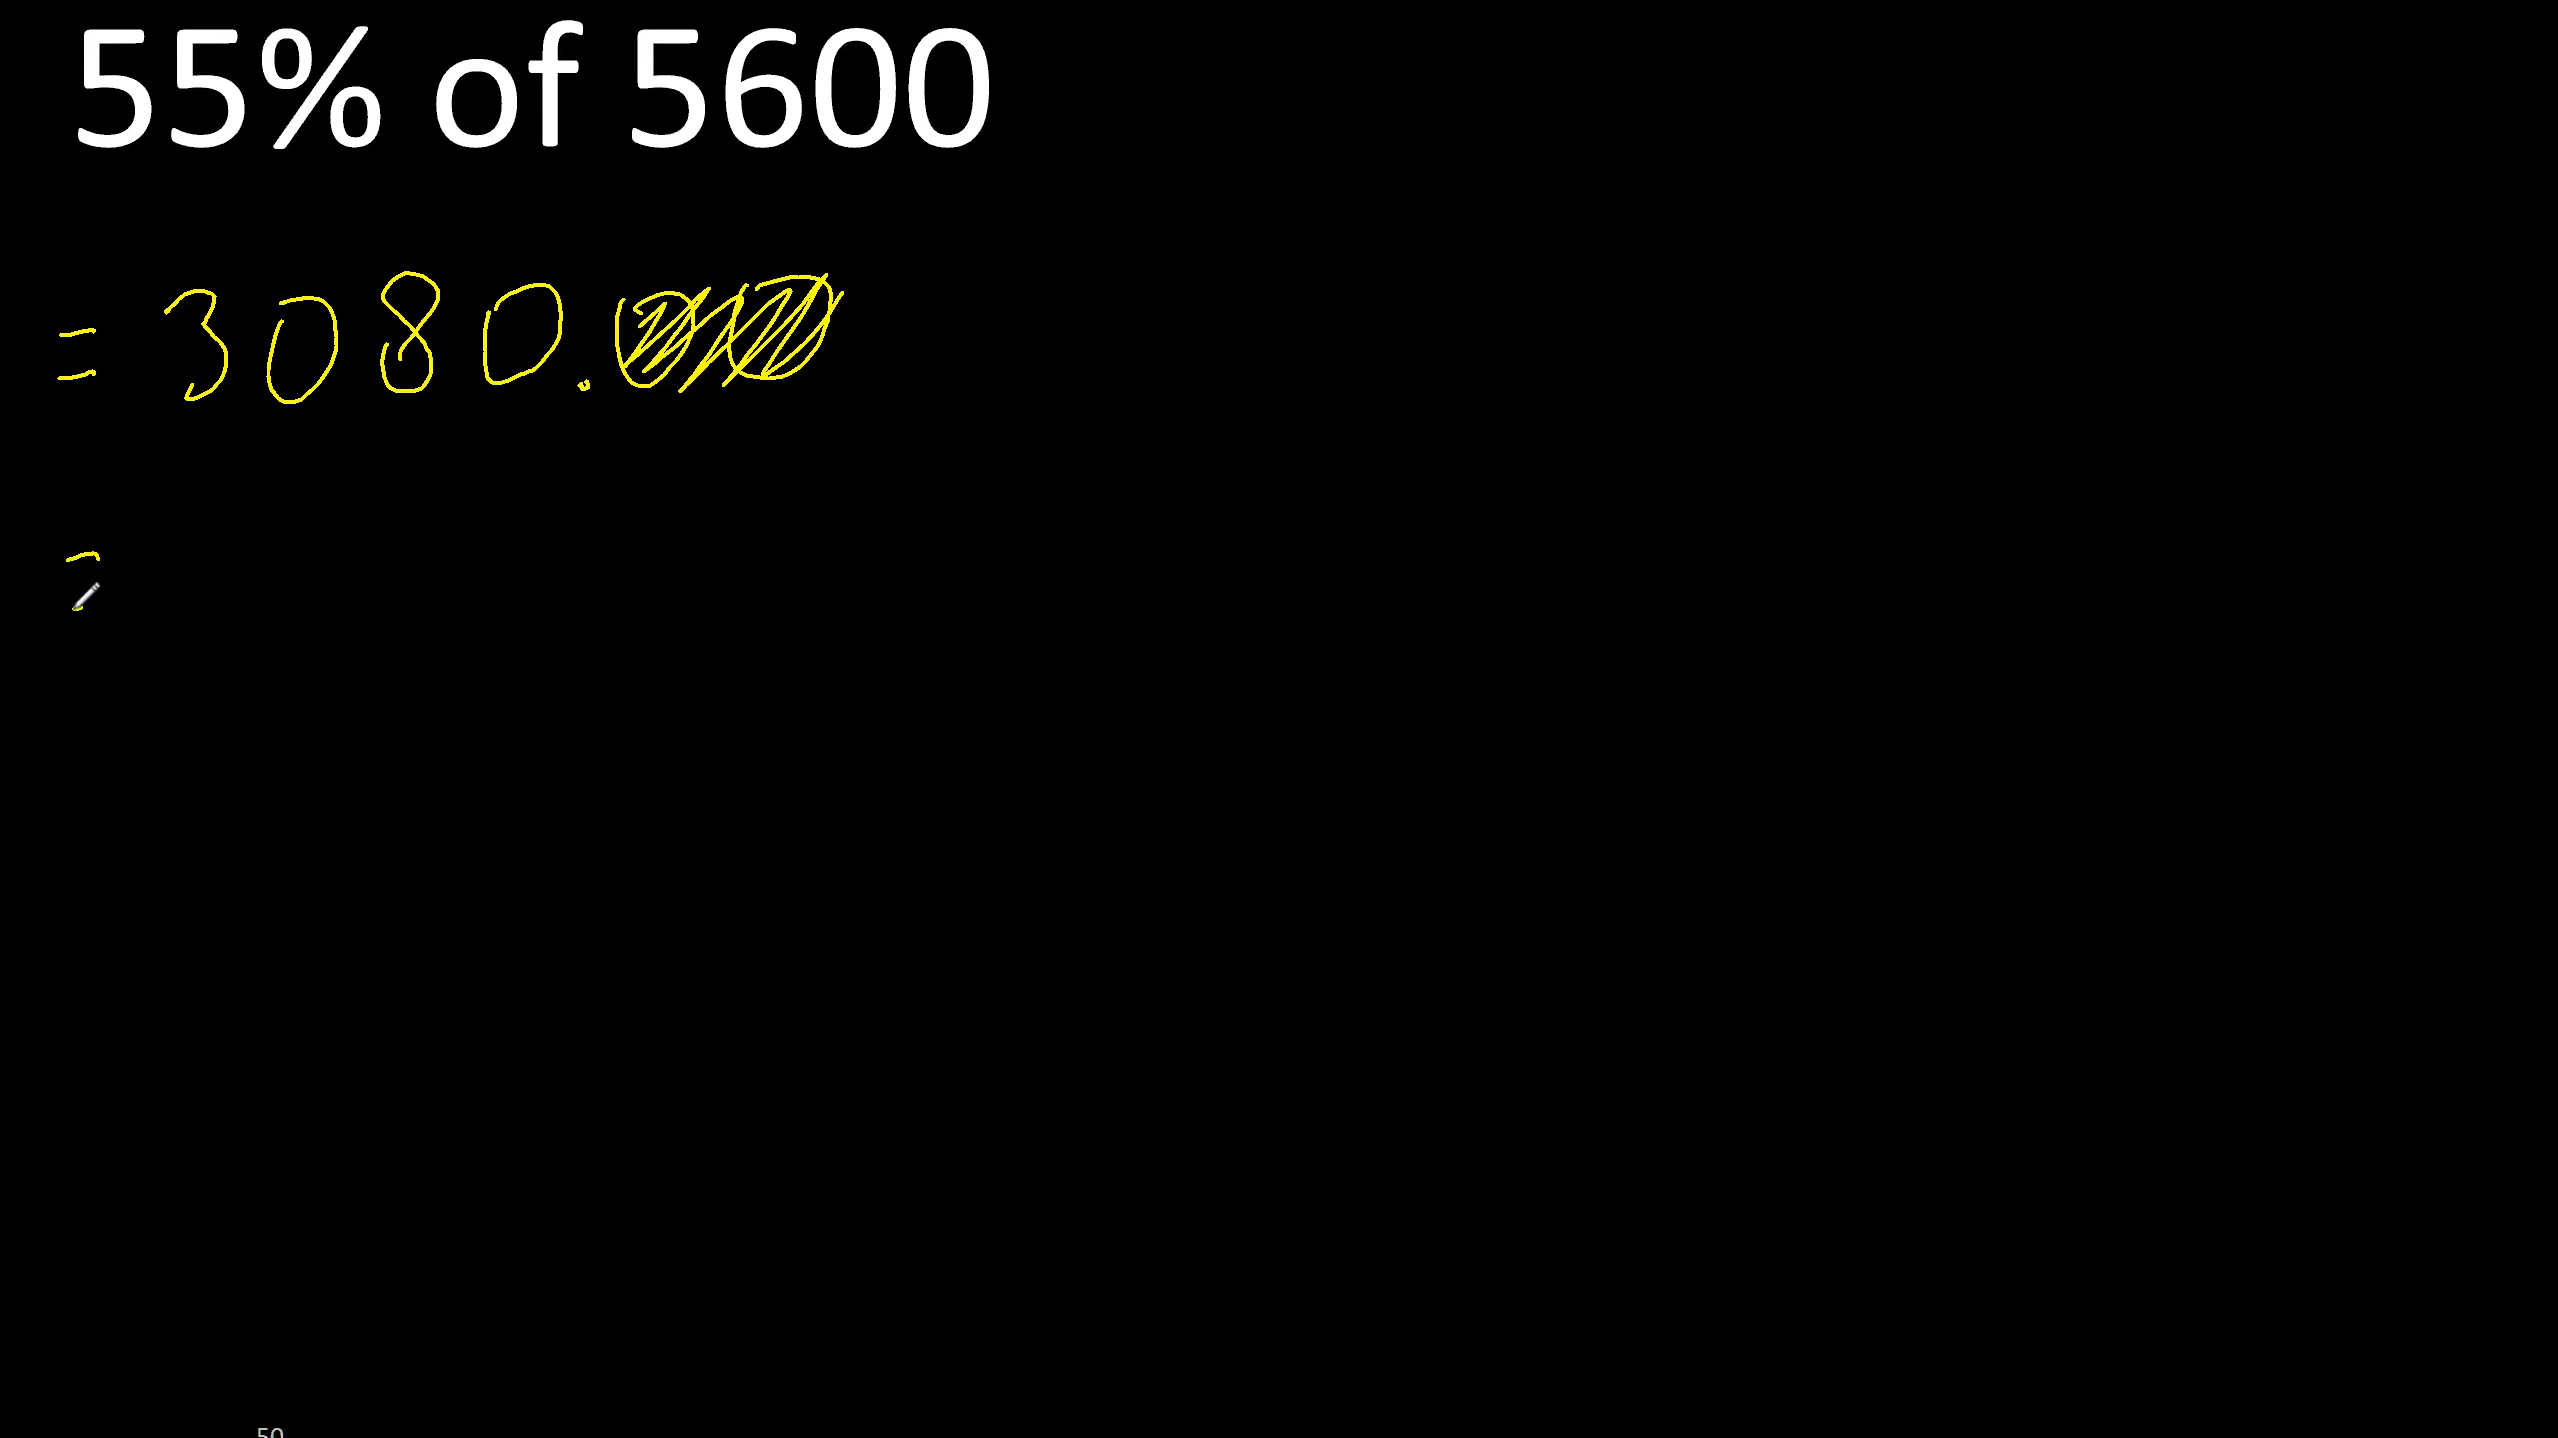 55% of 5600
= 3080.
=
50